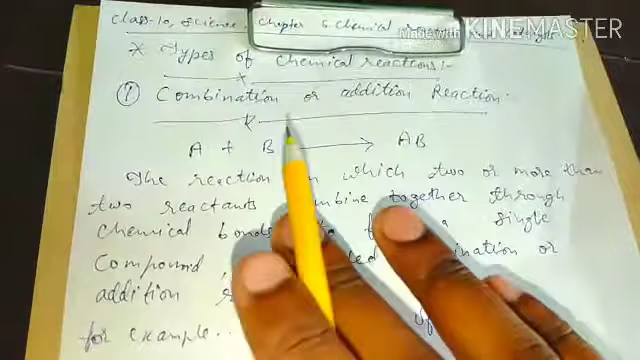 Class-10, Science Chapter 6 chemical
Made with KINEMASTER
* Types of chemical reactions:-
① Combination or addition Reaction.
A + B → AB
The reaction in which two or more than
two reactants combine together through
chemical bonds to a single
Compound or
addition
for example..